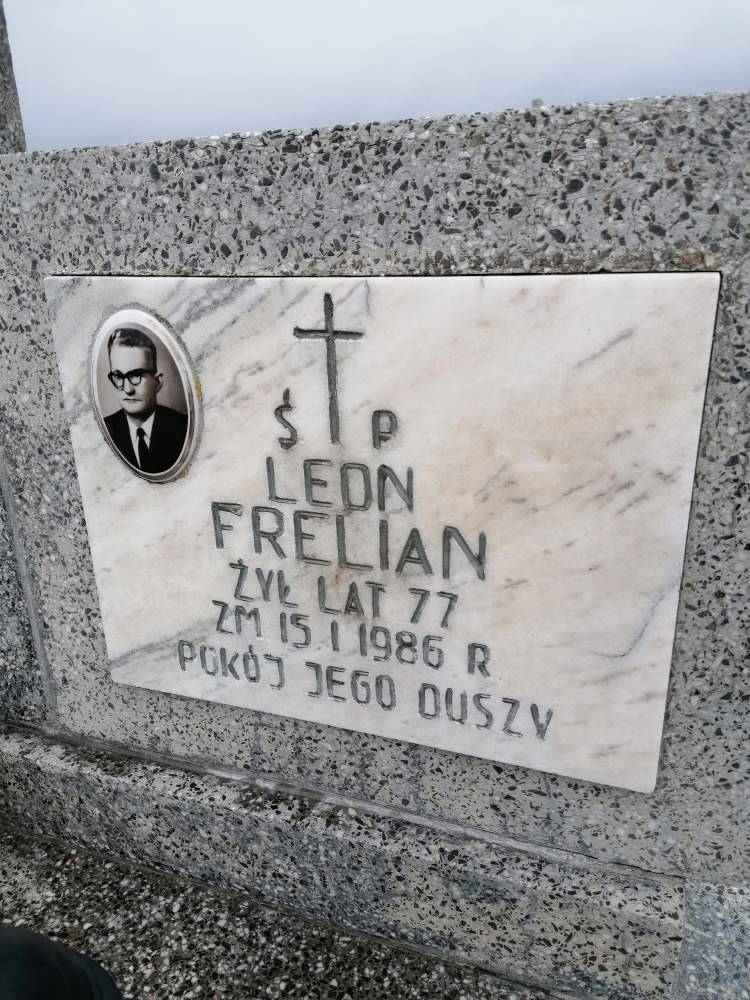 Ś P
LEON
FRELIAN
ŻYŁ LAT 77
ZM 15 I 1986 R
POKÓJ JEGO DUSZY